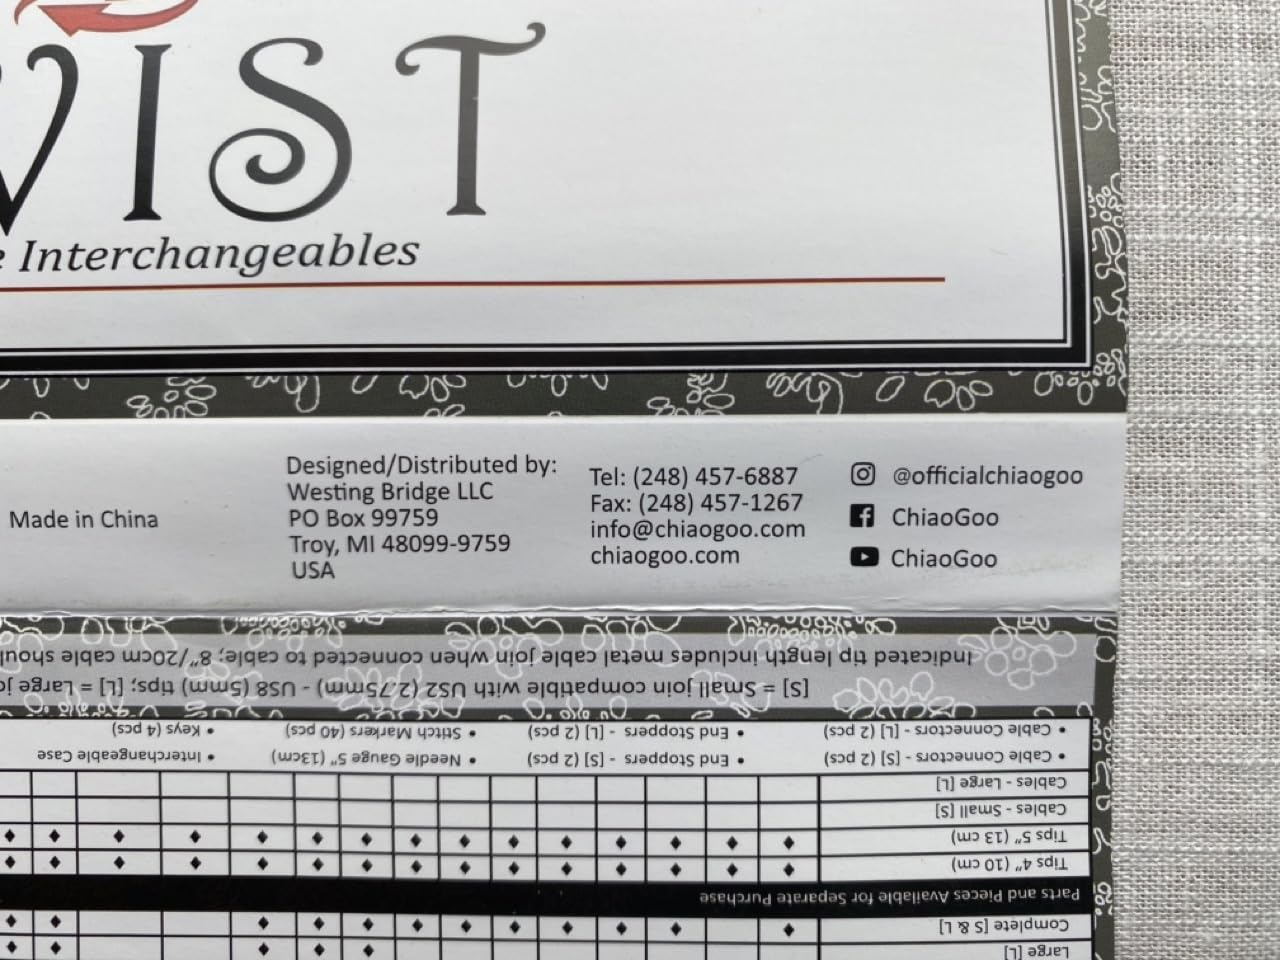 WIST
Interchangeables
Made in China
Designed/Distributed by:
Westing Bridge LLC
PO Box 99759
Troy, MI 48099-9759
USA
Tel: (248) 457-6887
Fax: (248) 457-1267
info@chiaogoo.com
chiaogoo.com
@officialchiaogoo
ChiaoGoo
ChiaoGoo
Large [L]
Complete [S & L]
Parts and Pieces Available for Separate Purchase
Tips 4" (10 cm)
Tips 5" (13 cm)
Cables - Small [S]
Cables - Large [L]
• Cable Connectors - [S] (2 pcs) • End Stoppers - [S] (2 pcs) • Needle Gauge 5" (13cm) • Interchangeable Case
• Cable Connectors - [L] (2 pcs) • End Stoppers - [L] (2 pcs) • Stitch Markers (40 pcs) • Keys (4 pcs)
[S] = Small join compatible with US2 (2.75mm) - US8 (5mm) tips; [L] = Large
Indicated tip length includes metal cable join when connected to cable; 8"/20cm cable